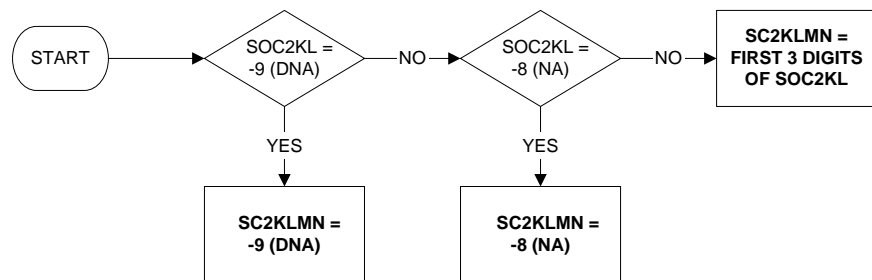 START
SOC2KL =
-9 (DNA)
NO
SOC2KL =
-8 (NA)
NO
SC2KLMN =
FIRST 3 DIGITS
OF SOC2KL
YES
YES
SC2KLMN =
-9 (DNA)
SC2KLMN =
-8 (NA)